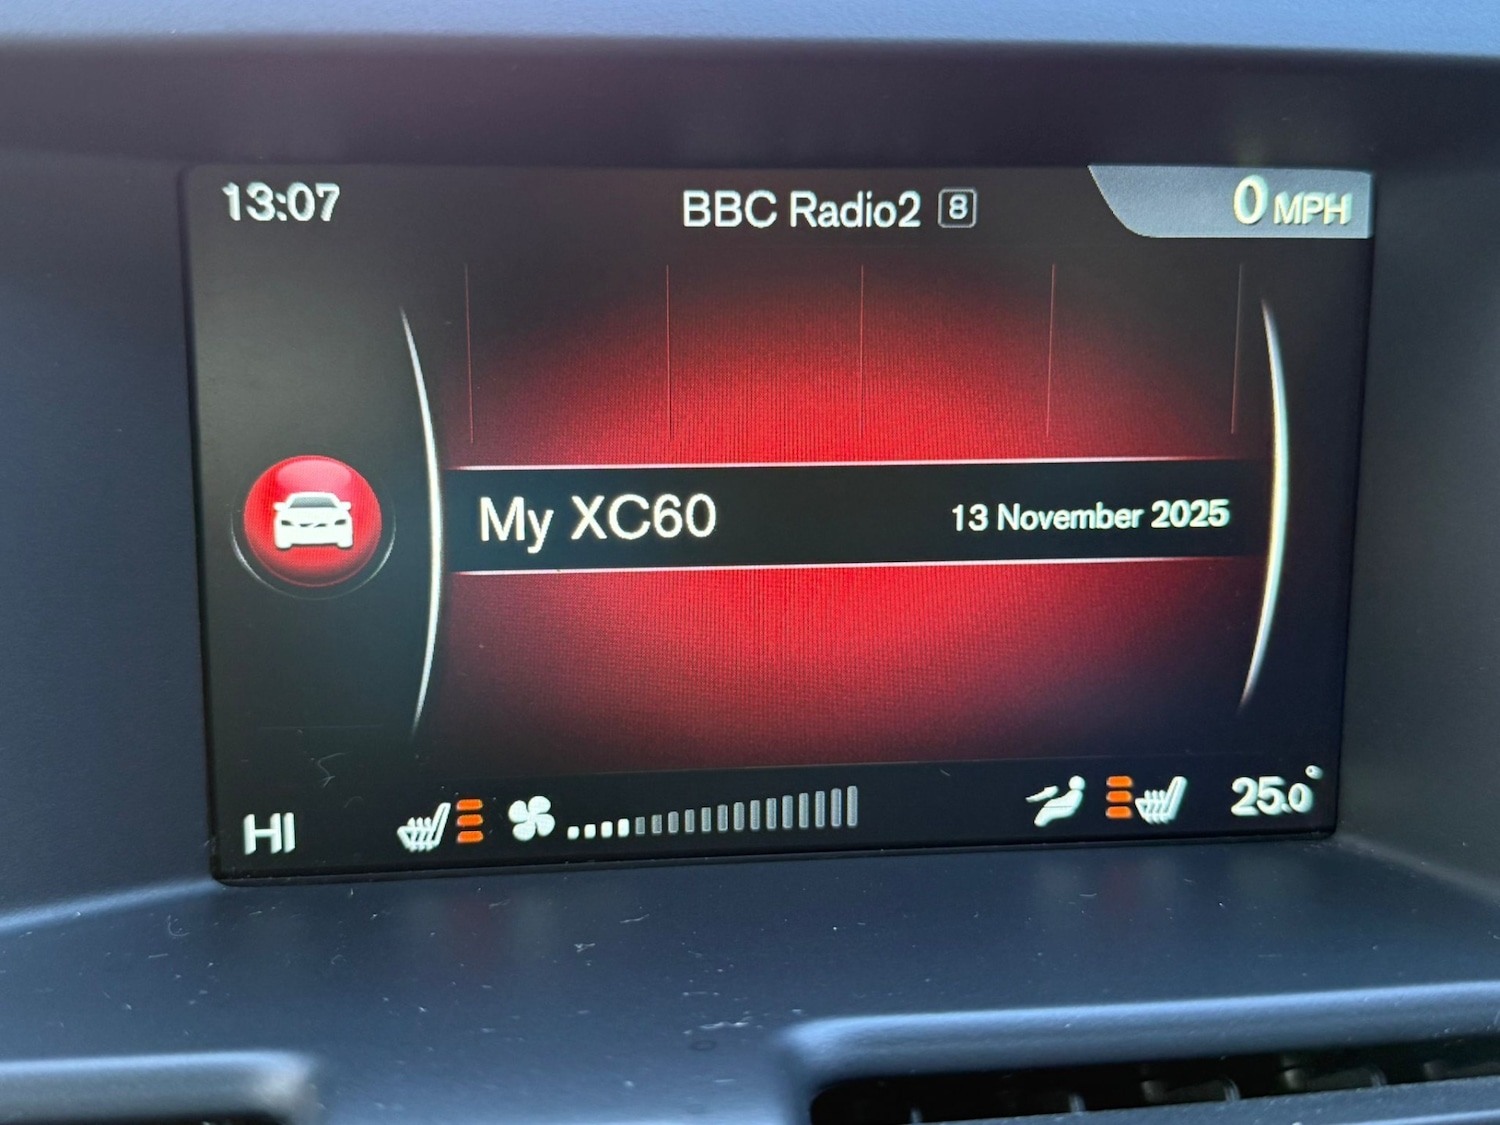 13:07
BBC Radio2 8
0 MPH
My XC60
13 November 2025
HI
25.0°